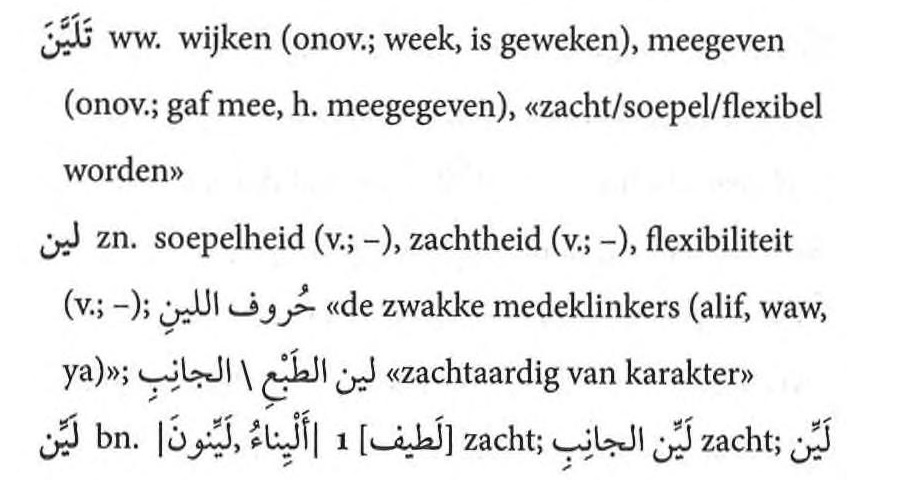 تَلَيَّنَ ww. wijken (onov.; week, is geweken), meegeven
(onov.; gaf mee, h. meegegeven), «zacht/soepel/flexibel
worden»
لين zn. soepelheid (v.; –), zachtheid (v.; –), flexibiliteit
(v.; –); حُروف اللينِ «de zwakke medeklinkers (alif, waw,
ya)»; لين الطَبْعِ \ الجانِبِ «zachtaardig van karakter»
لَيِّن bn. |لَيِّنونَ, أَلْيِناءُ| 1 [لَطيف] zacht; لَيِّن الجانِبِ zacht; لَيِّن